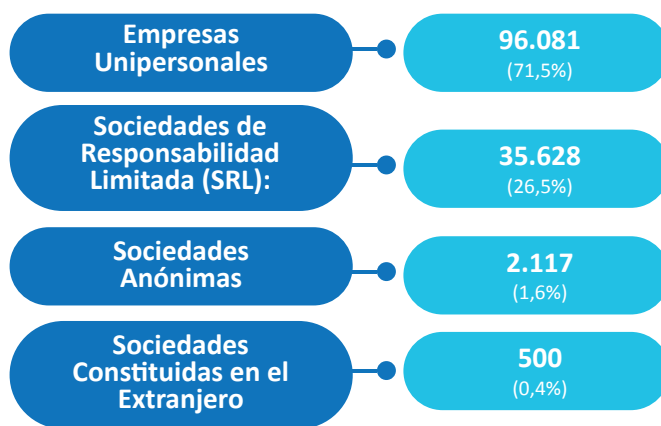 Empresas
Unipersonales
96.081
(71,5%)
Sociedades de
Responsabilidad
Limitada (SRL):
35.628
(26,5%)
Sociedades
Anónimas
2.117
(1,6%)
Sociedades
Constituidas en el
Extranjero
500
(0,4%)